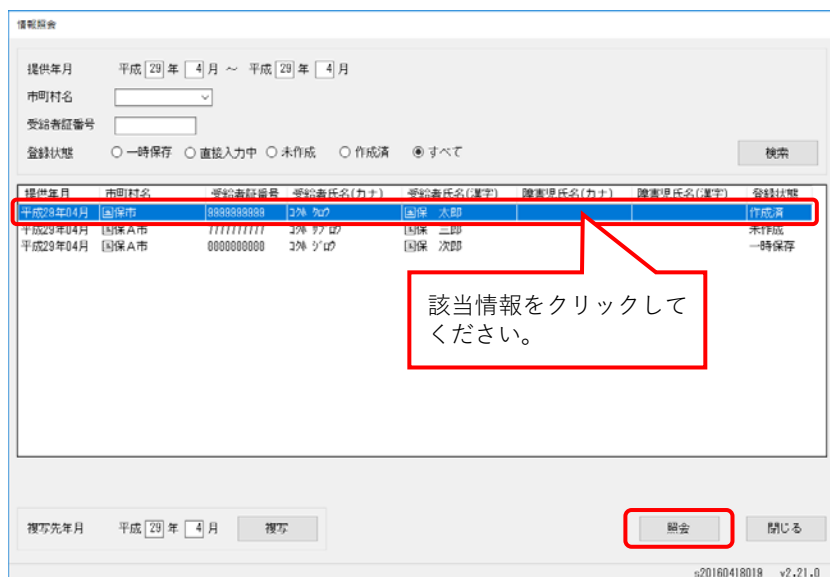 情報照会
提供年月 平成 29 年 4 月 ～ 平成 29 年 4 月
市町村名
受給者証番号
登録状態 一時保存 直接入力中 未作成 作成済 すべて 検索
提供年月 市町村名 受給者証番号 受給者氏名(カナ) 受給者氏名(漢字) 障害児氏名(カナ) 障害児氏名(漢字) 登録状態
平成29年04月 国保市 9999999999 ｺｸﾎ ﾀﾛｳ 国保 太郎 作成済
平成29年04月 国保A市 7777777777 ｺｸﾎ ｻﾌﾞﾛｳ 国保 三郎 未作成
平成29年04月 国保A市 0000000000 ｺｸﾎ ｼﾞﾛｳ 国保 次郎 一時保存
該当情報をクリックして
ください。
複写先年月 平成 29 年 4 月 複写 照会 閉じる
s20160418019 v2.21.0